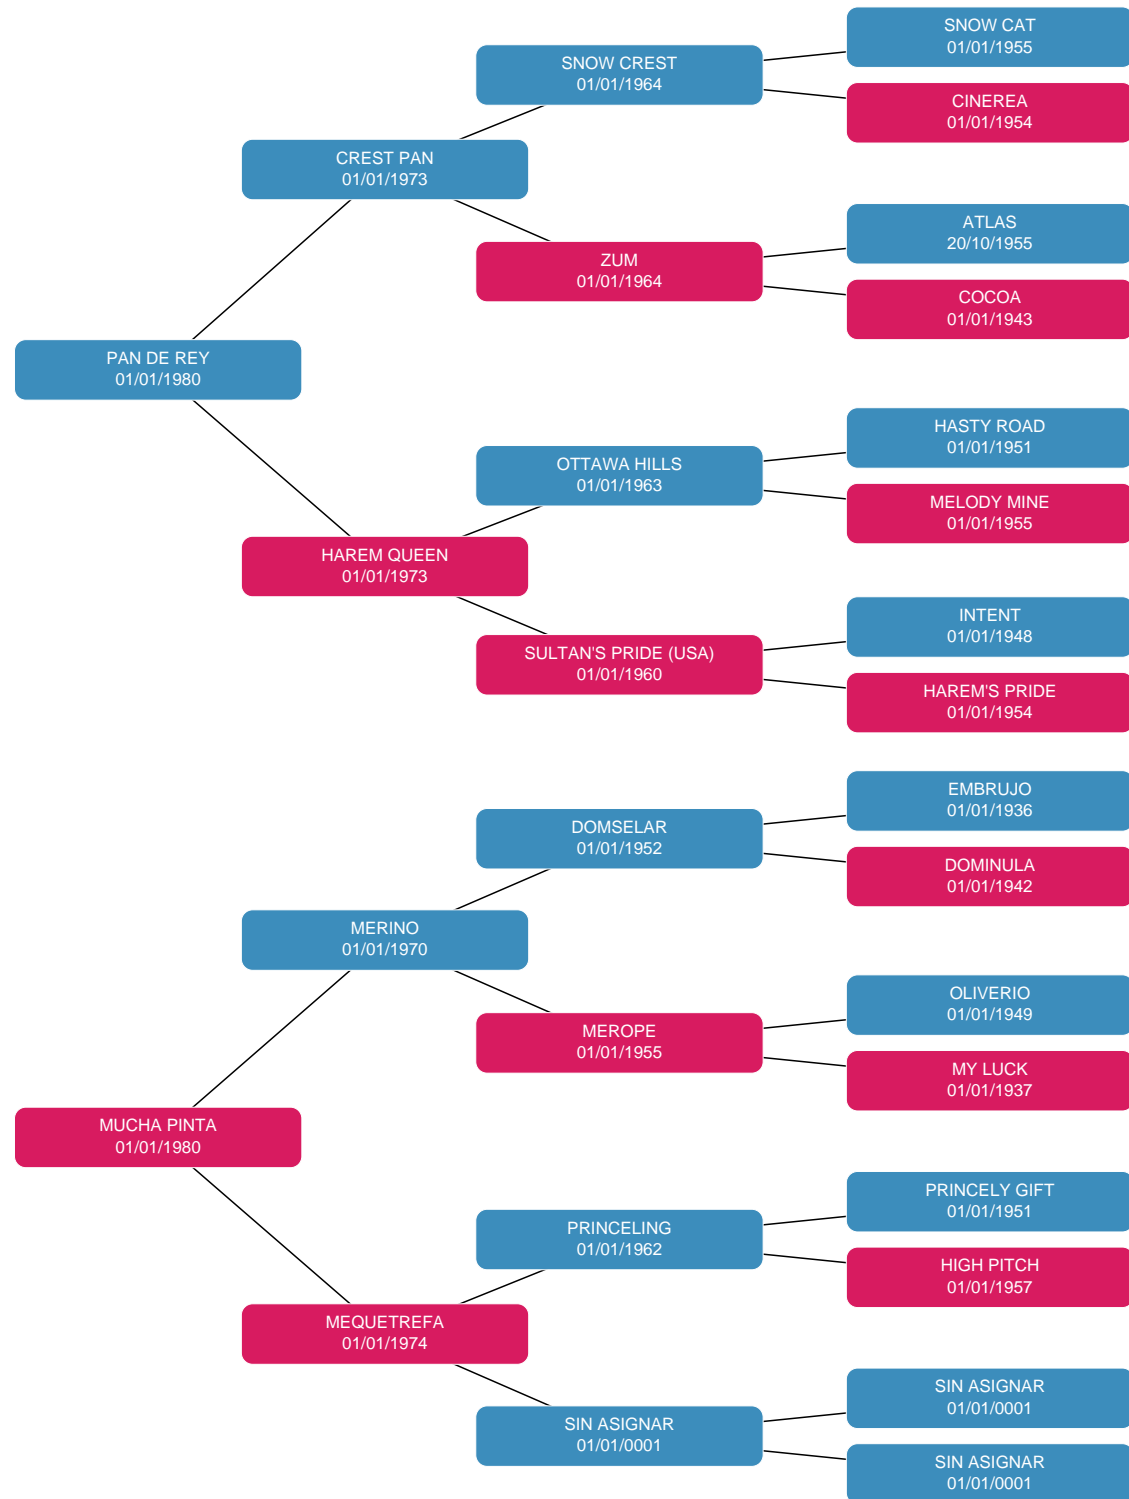 SNOW CAT
01/01/1955
SNOW CREST
01/01/1964
CINEREA
01/01/1954
CREST PAN
01/01/1973
ATLAS
20/10/1955
ZUM
01/01/1964
COCOA
01/01/1943
PAN DE REY
01/01/1980
HASTY ROAD
01/01/1951
OTTAWA HILLS
01/01/1963
MELODY MINE
01/01/1955
HAREM QUEEN
01/01/1973
INTENT
01/01/1948
SULTAN'S PRIDE (USA)
01/01/1960
HAREM'S PRIDE
01/01/1954
EMBRUJO
01/01/1936
DOMSELAR
01/01/1952
DOMINULA
01/01/1942
MERINO
01/01/1970
OLIVERIO
01/01/1949
MEROPE
01/01/1955
MY LUCK
01/01/1937
MUCHA PINTA
01/01/1980
PRINCELY GIFT
01/01/1951
PRINCELING
01/01/1962
HIGH PITCH
01/01/1957
MEQUETREFA
01/01/1974
SIN ASIGNAR
01/01/0001
SIN ASIGNAR
01/01/0001
SIN ASIGNAR
01/01/0001